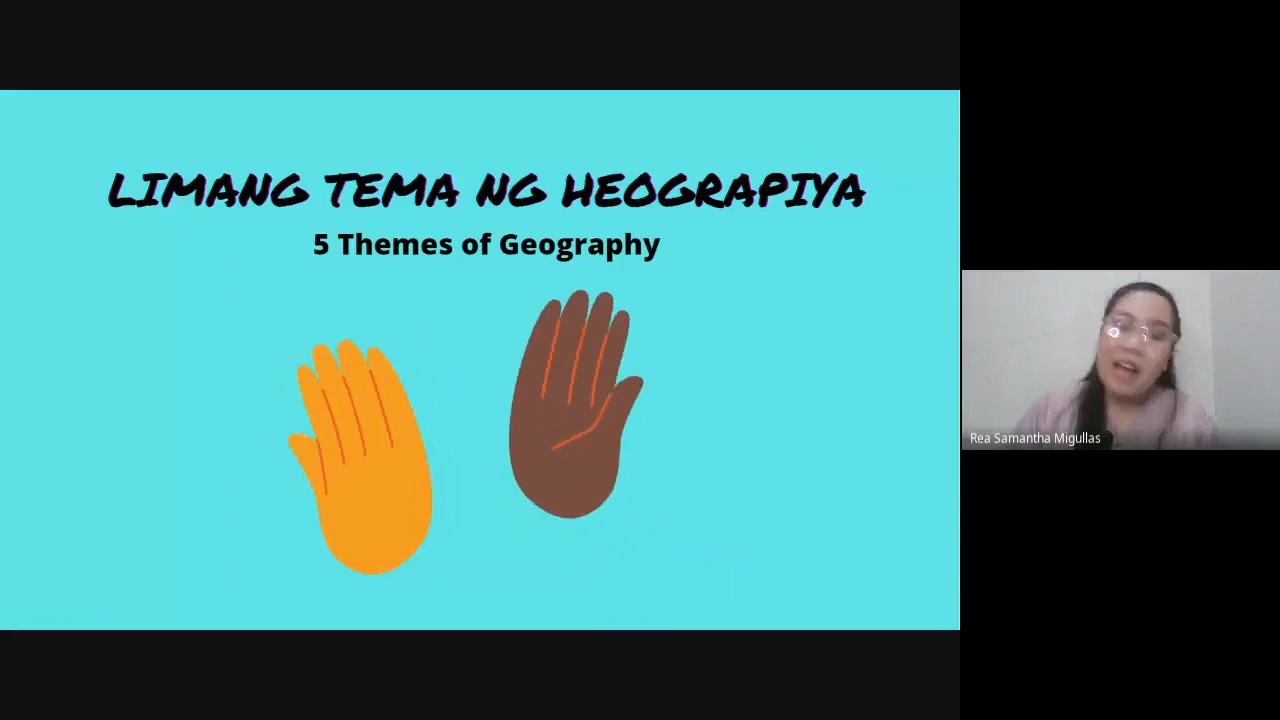 LIMANG TEMA NG HEOGRAPIYA
5 Themes of Geography
Rea Samantha Migullas